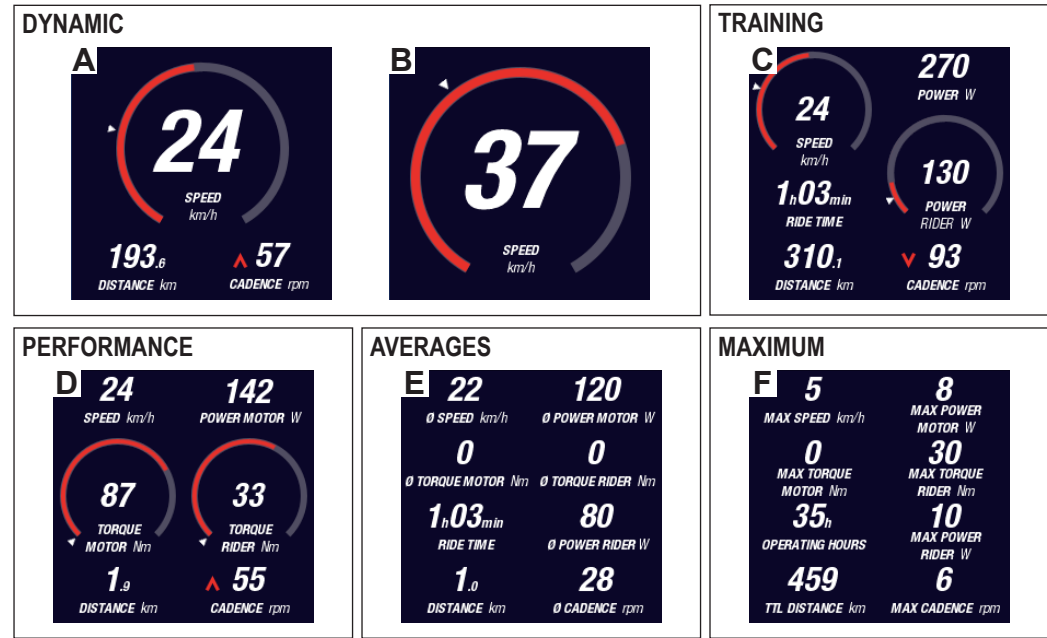 DYNAMIC
A
24
SPEED
km/h
193.6
DISTANCE km
57
CADENCE rpm
B
37
SPEED
km/h
TRAINING
C
24
SPEED
km/h
270
POWER W
130
POWER
RIDER W
1h03min
RIDE TIME
310.1
DISTANCE km
93
CADENCE rpm
PERFORMANCE
D
24
SPEED km/h
142
POWER MOTOR W
87
TORQUE
MOTOR Nm
33
TORQUE
RIDER Nm
1.9
DISTANCE km
55
CADENCE rpm
AVERAGES
E
22
Ø SPEED km/h
120
Ø POWER MOTOR W
0
Ø TORQUE MOTOR Nm
0
Ø TORQUE RIDER Nm
1h03min
RIDE TIME
80
Ø POWER RIDER W
1.0
DISTANCE km
28
Ø CADENCE rpm
MAXIMUM
F
5
MAX SPEED km/h
8
MAX POWER
MOTOR W
0
MAX TORQUE
MOTOR Nm
30
MAX TORQUE
RIDER Nm
35h
OPERATING HOURS
10
MAX POWER
RIDER W
459
TTL DISTANCE km
6
MAX CADENCE rpm